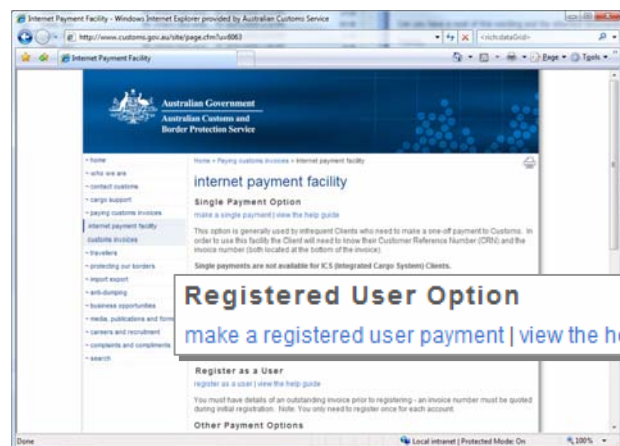 Internet Payment Facility - Windows Internet Explorer provided by Australian Customs Service
http://www.customs.gov.au/site/page.cfm?u=6063
Internet Payment Facility
Page
Tools
Australian Government
Australian Customs and
Border Protection Service
home
who we are
contact customs
cargo support
paying customs invoices
internet payment facility
customs invoices
travellers
protecting our borders
import export
anti-dumping
business opportunities
media, publications and form
careers and recruitment
complaints and compliments
search
Home > Paying customs invoices > Internet payment facility
internet payment facility
Single Payment Option
make a single payment | view the help guide
This option is generally used by infrequent Clients who need to make a one-off payment to Customs. In
order to use this facility the Client will need to know their Customer Reference Number (CRN) and the
invoice number (both located at the bottom of the invoice).
Single payments are not available for ICS (Integrated Cargo System) Clients.
Registered User Option
make a registered user payment | view the he
Register as a User
register as a user | view the help guide
You must have details of an outstanding invoice prior to registering - an invoice number must be quoted
during initial registration. Note: You only need to register once for each account.
Other Payment Options
Done
Local intranet | Protected Mode: On
100%